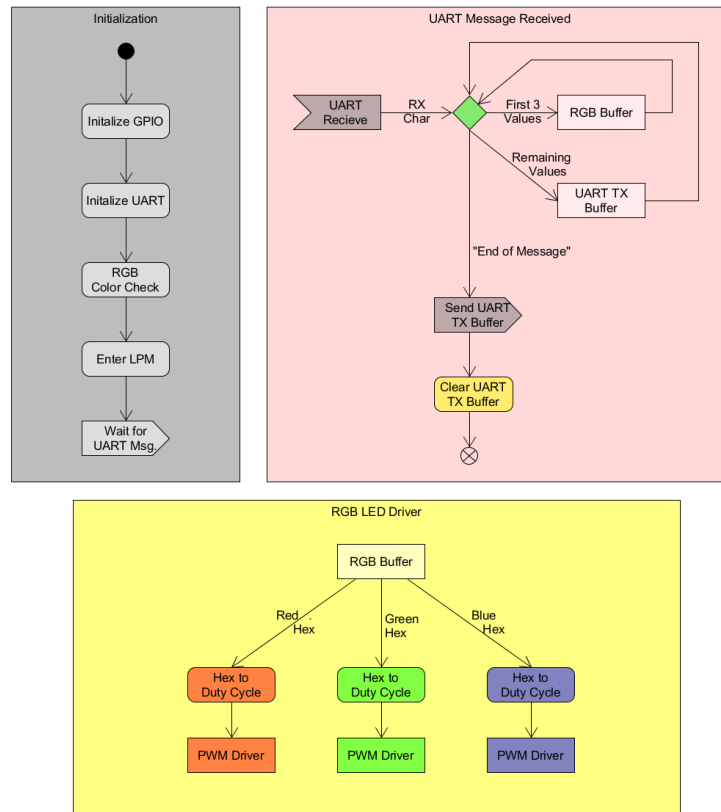 Initialization
Initalize GPIO
Initalize UART
RGB
Color Check
Enter LPM
Wait for
UART Msg.
UART Message Received
UART
Recieve
RX
Char
First 3
Values
RGB Buffer
Remaining
Values
UART TX
Buffer
"End of Message"
Send UART
TX Buffer
Clear UART
TX Buffer
RGB LED Driver
RGB Buffer
Red .
Hex
Green
Hex
Blue
Hex
Hex to
Duty Cycle
Hex to
Duty Cycle
Hex to
Duty Cycle
PWM Driver
PWM Driver
PWM Driver